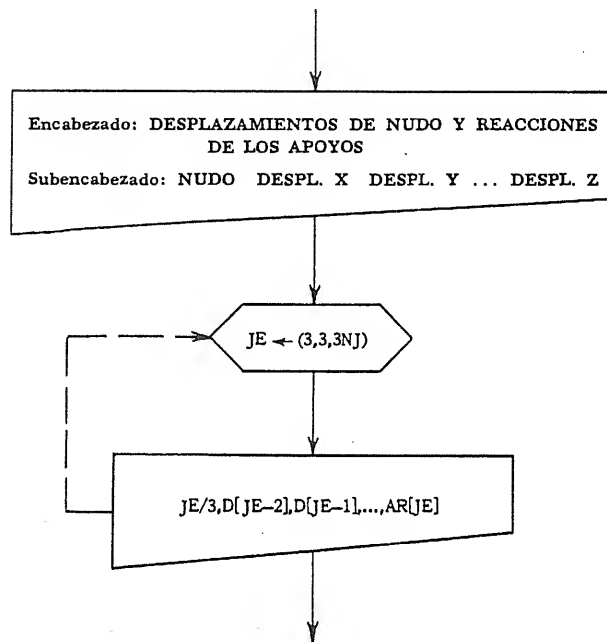 Encabezado: DESPLAZAMIENTOS DE NUDO Y REACCIONES
DE LOS APOYOS
Subencabezado: NUDO DESPL. X DESPL. Y ... DESPL. Z
JE ← (3,3,3NJ)
JE/3,D[JE–2],D[JE–1],...,AR[JE]